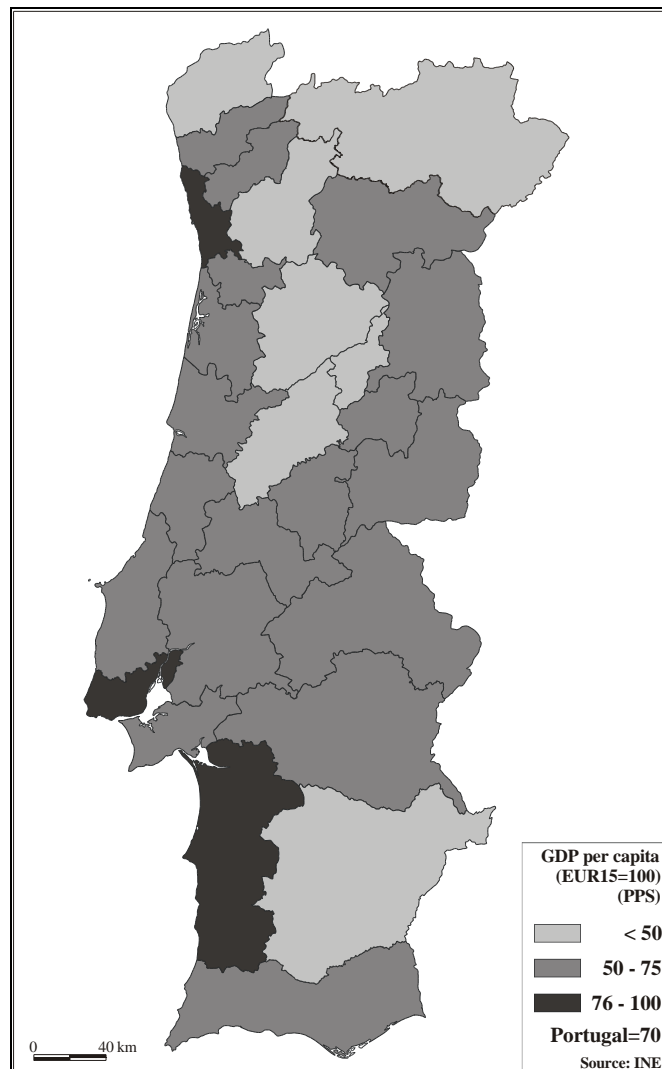 GDP per capita
(EUR15=100)
(PPS)
< 50
50 - 75
76 - 100
Portugal=70
Source: INE
0 40 km